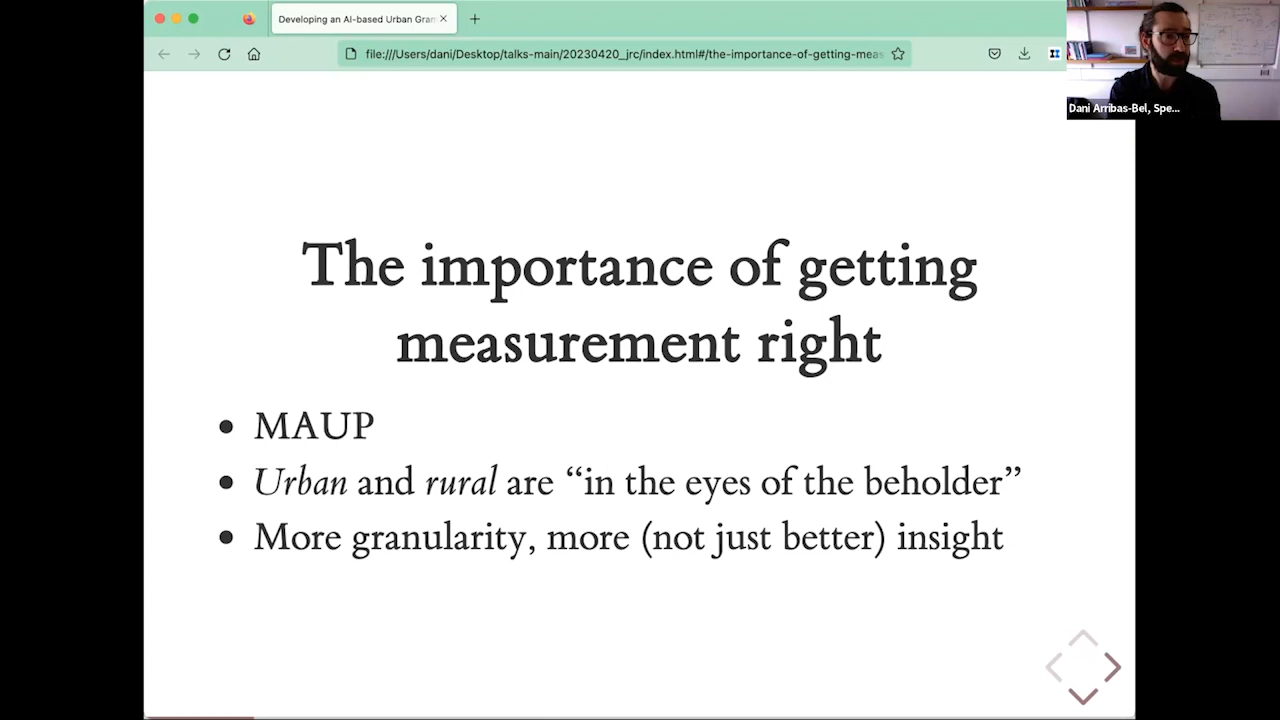 Developing an AI-based Urban Gran
file:///Users/dani/Desktop/talks-main/20230420_jrc/index.html#/the-importance-of-getting-meas
Dani Arribas-Bel, Spe...
The importance of getting
measurement right
MAUP
Urban and rural are “in the eyes of the beholder”
More granularity, more (not just better) insight